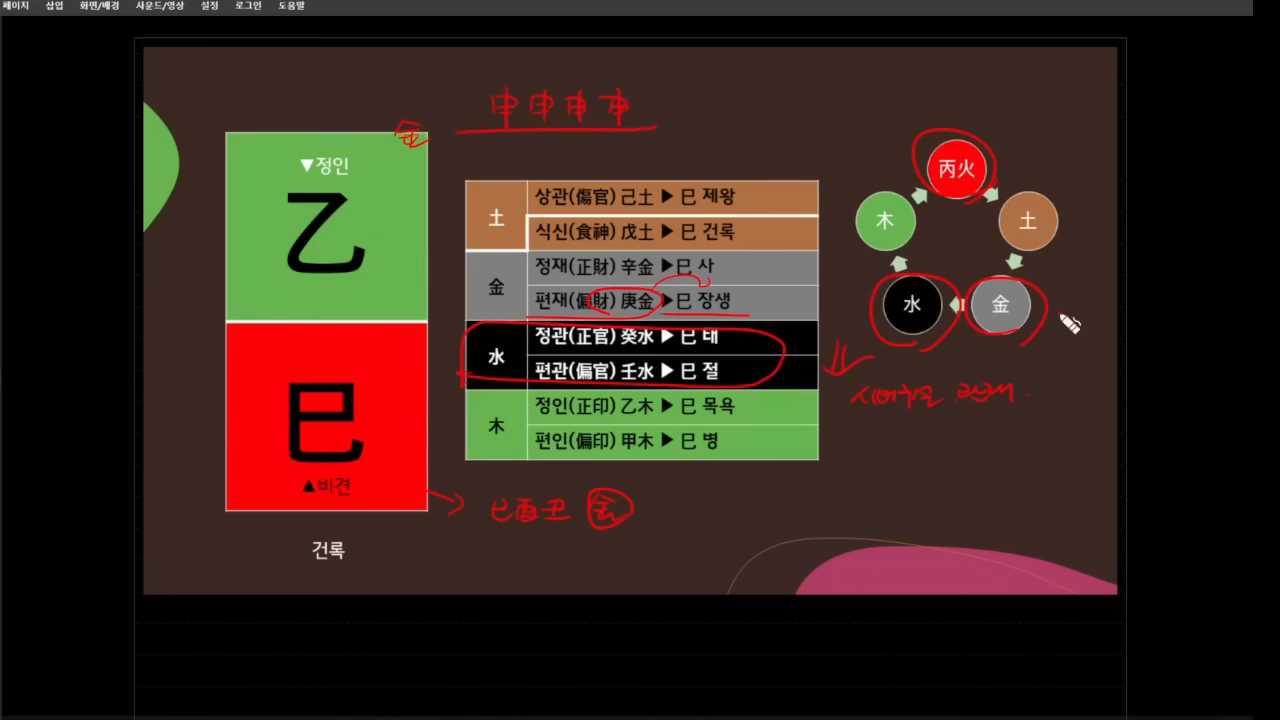 페이지 삽입 화면/배경 사운드/영상 설정 로그인 도움말
申 申 申 申
金
▼정인
乙
巳
▲비견
건록
土
상관(傷官) 己土 ▶ 巳 제왕
식신(食神) 戊土 ▶ 巳 건록
金
정재(正財) 辛金 ▶巳 사
편재(偏財) 庚金 ▶巳 장생
水
정관(正官) 癸水 ▶ 巳 태
편관(偏官) 壬水 ▶ 巳 절
木
정인(正印) 乙木 ▶ 巳 목욕
편인(偏印) 甲木 ▶ 巳 병
巳酉丑 金
丙火
木
土
水
金